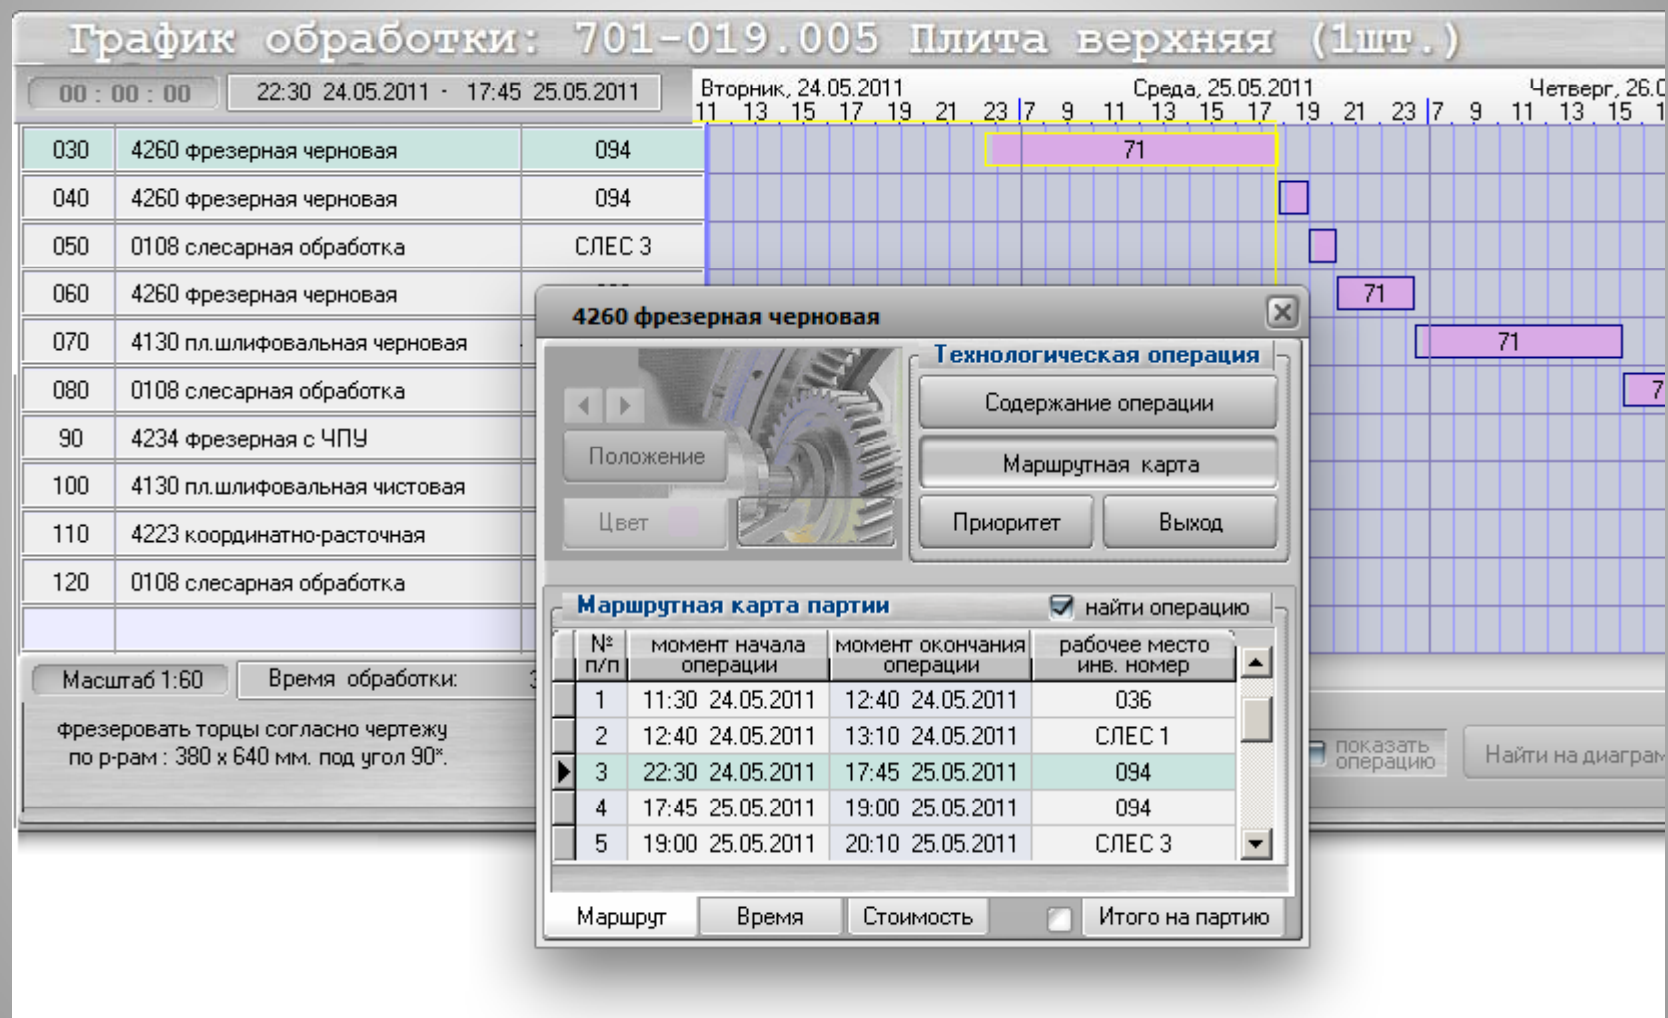 График обработки: 701-019.005 Плита верхняя (1шт.)
00 : 00 : 00 22:30 24.05.2011 - 17:45 25.05.2011
Вторник, 24.05.2011 Среда, 25.05.2011 Четверг, 26.0
11 13 15 17 19 21 23 7 9 11 13 15 17 19 21 23 7 9 11 13 15 1
030 4260 фрезерная черновая 094 71
040 4260 фрезерная черновая 094
050 0108 слесарная обработка СЛЕС 3
060 4260 фрезерная черновая 71
070 4130 пл.шлифовальная черновая 71
080 0108 слесарная обработка 7
90 4234 фрезерная с ЧПУ
100 4130 пл.шлифовальная чистовая
110 4223 координатно-расточная
120 0108 слесарная обработка
Масштаб 1:60 Время обработки:
фрезеровать торцы согласно чертежу
по р-рам : 380 x 640 мм. под угол 90*.
4260 фрезерная черновая
Положение
Цвет
Технологическая операция
Содержание операции
Маршрутная карта
Приоритет Выход
Маршрутная карта партии найти операцию
№ п/п момент начала операции момент окончания операции рабочее место инв. номер
1 11:30 24.05.2011 12:40 24.05.2011 036
2 12:40 24.05.2011 13:10 24.05.2011 СЛЕС 1
3 22:30 24.05.2011 17:45 25.05.2011 094
4 17:45 25.05.2011 19:00 25.05.2011 094
5 19:00 25.05.2011 20:10 25.05.2011 СЛЕС 3
Маршрут Время Стоимость Итого на партию
показать
операцию
Найти на диаграм